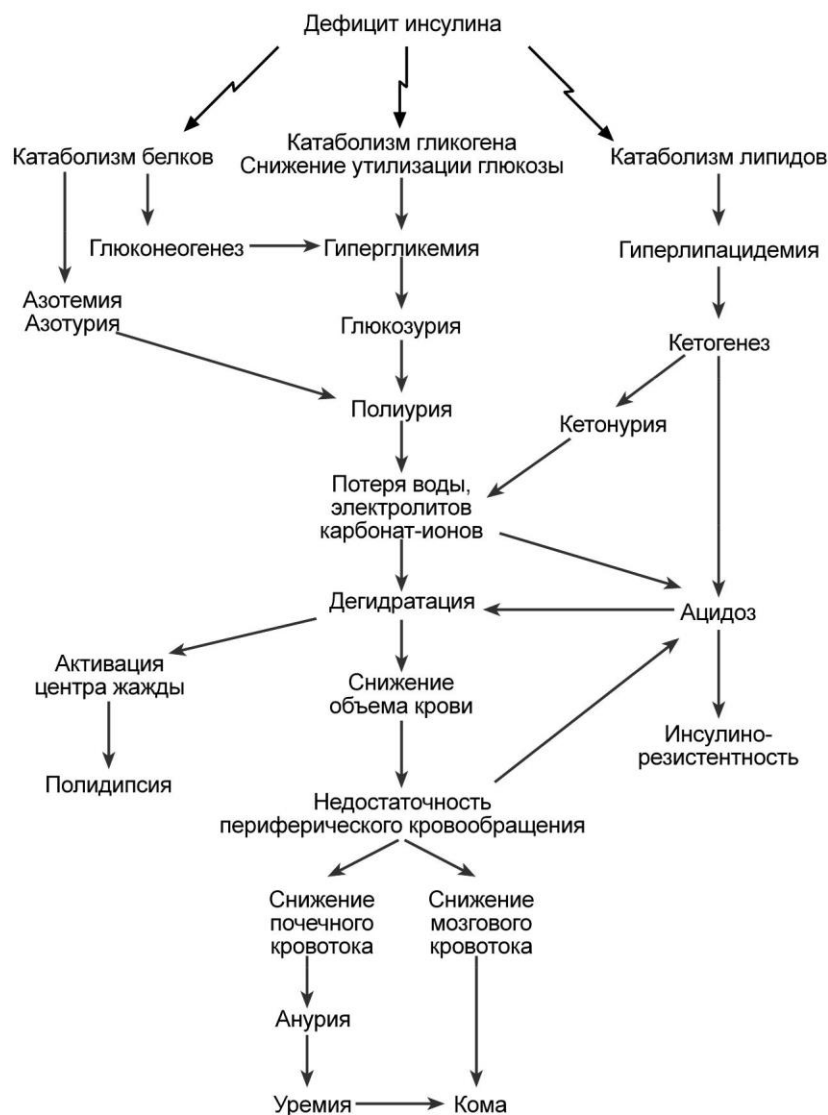 Дефицит инсулина
Катаболизм белков
Катаболизм гликогена
Снижение утилизации глюкозы
Катаболизм липидов
Глюконеогенез
Гипергликемия
Гиперлипацидемия
Азотемия
Азотурия
Глюкозурия
Кетогенез
Полиурия
Кетонурия
Потеря воды,
электролитов
карбонат-ионов
Дегидратация
Ацидоз
Активация
центра жажды
Снижение
объема крови
Инсулино-
резистентность
Полидипсия
Недостаточность
периферического кровообращения
Снижение
почечного
кровотока
Снижение
мозгового
кровотока
Анурия
Уремия
Кома